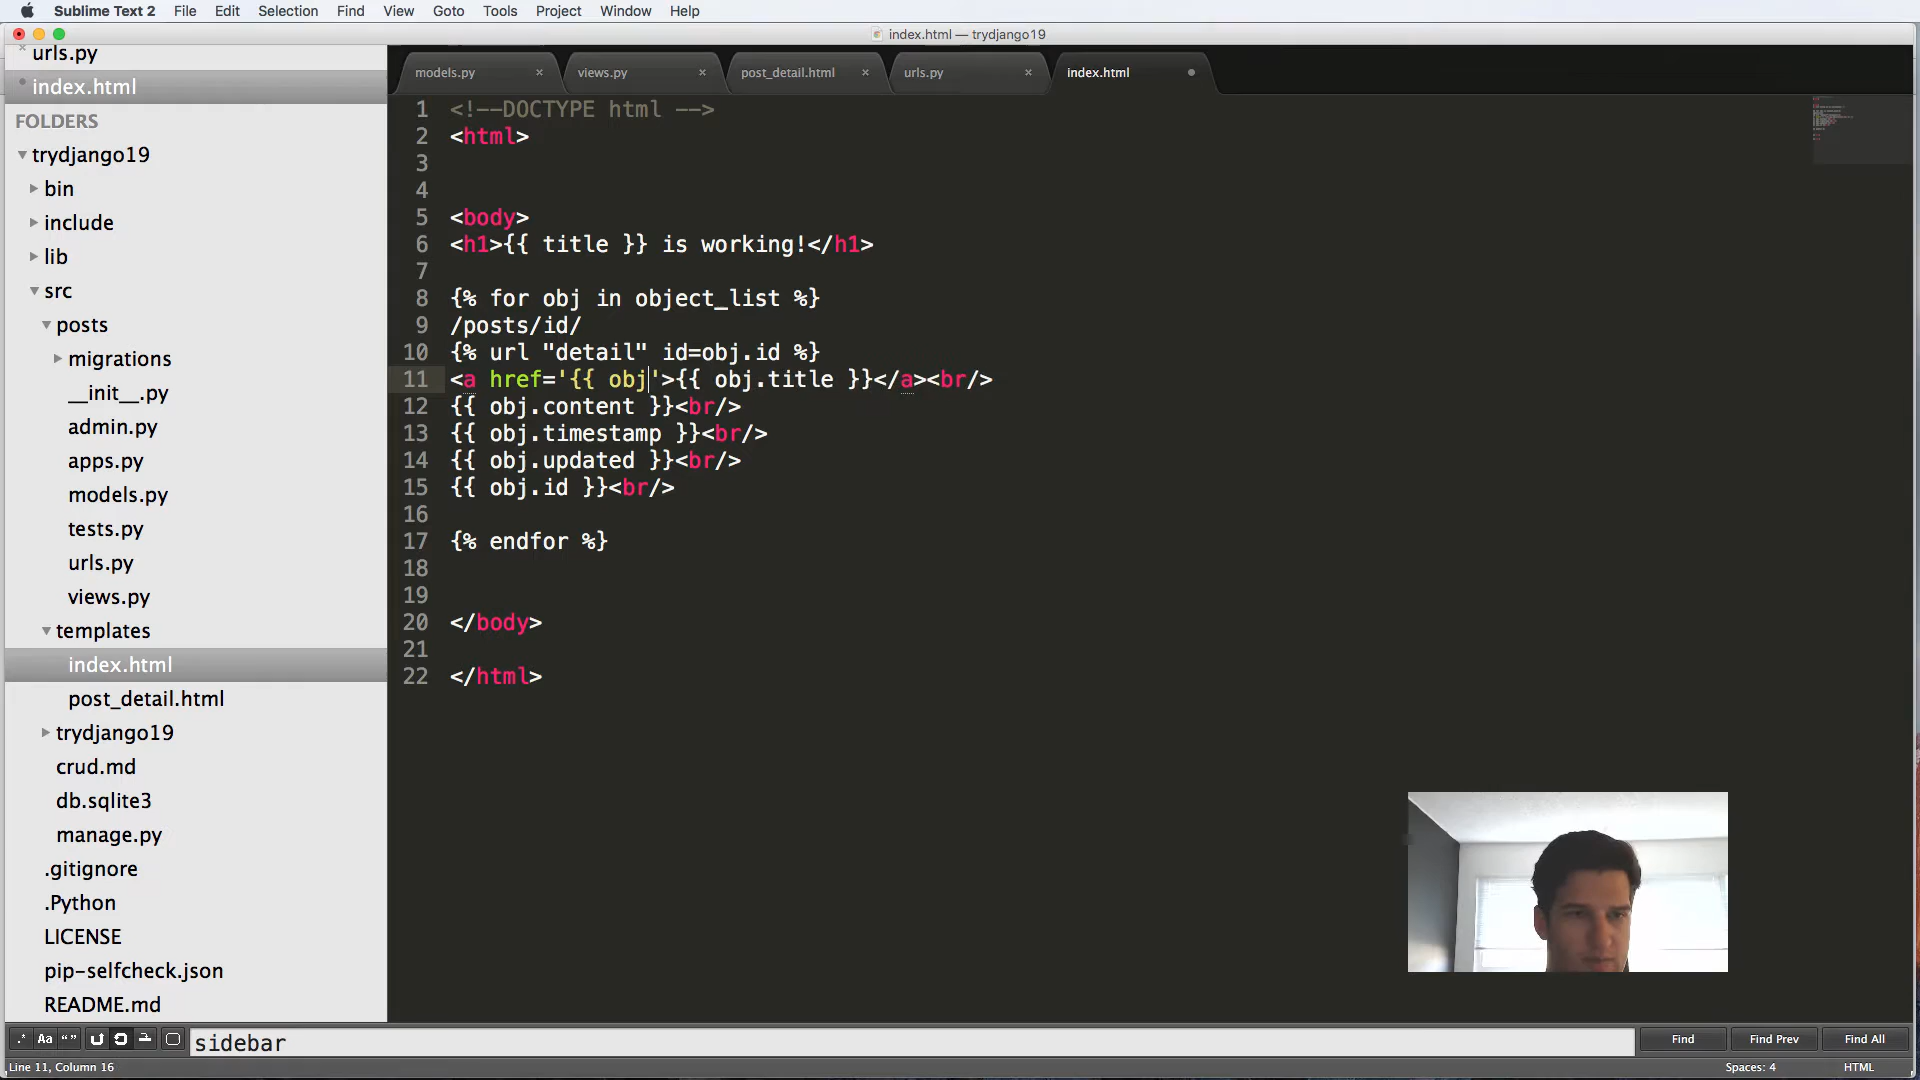 Sublime Text 2 File Edit Selection Find View Goto Tools Project Window Help
index.html — trydjango19
urls.py
index.html
FOLDERS
trydjango19
bin
include
lib
src
posts
migrations
__init__.py
admin.py
apps.py
models.py
tests.py
urls.py
views.py
templates
index.html
post_detail.html
trydjango19
crud.md
db.sqlite3
manage.py
.gitignore
.Python
LICENSE
pip-selfcheck.json
README.md
models.py × views.py × post_detail.html × urls.py × index.html
1 <!--DOCTYPE html -->
2 <html>
3
4
5 <body>
6 <h1>{{ title }} is working!</h1>
7
8 {% for obj in object_list %}
9 /posts/id/
10 {% url "detail" id=obj.id %}
11 <a href='{{ obj'>{{ obj.title }}</a><br/>
12 {{ obj.content }}<br/>
13 {{ obj.timestamp }}<br/>
14 {{ obj.updated }}<br/>
15 {{ obj.id }}<br/>
16
17 {% endfor %}
18
19
20 </body>
21
22 </html>
.* Aa “ ” sidebar Find Find Prev Find All
Line 11, Column 16 Spaces: 4 HTML